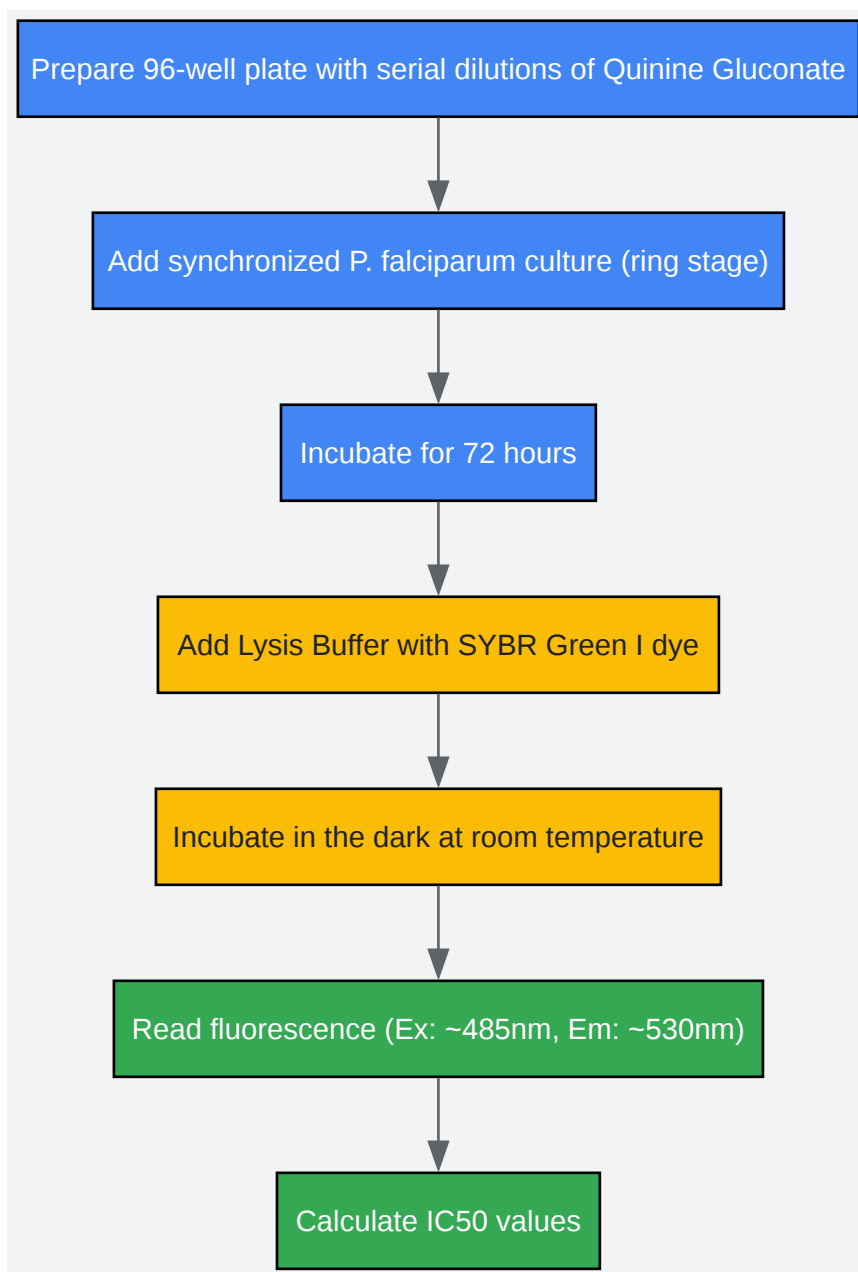 Prepare 96-well plate with serial dilutions of Quinine Gluconate
Add synchronized P. falciparum culture (ring stage)
Incubate for 72 hours
Add Lysis Buffer with SYBR Green I dye
Incubate in the dark at room temperature
Read fluorescence (Ex: ~485nm, Em: ~530nm)
Calculate IC50 values